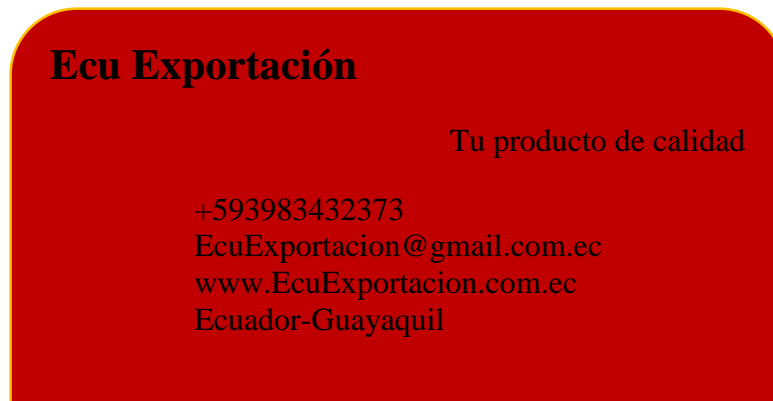 Ecu Exportación
Tu producto de calidad
+593983432373
EcuExportacion@gmail.com.ec
www.EcuExportacion.com.ec
Ecuador-Guayaquil